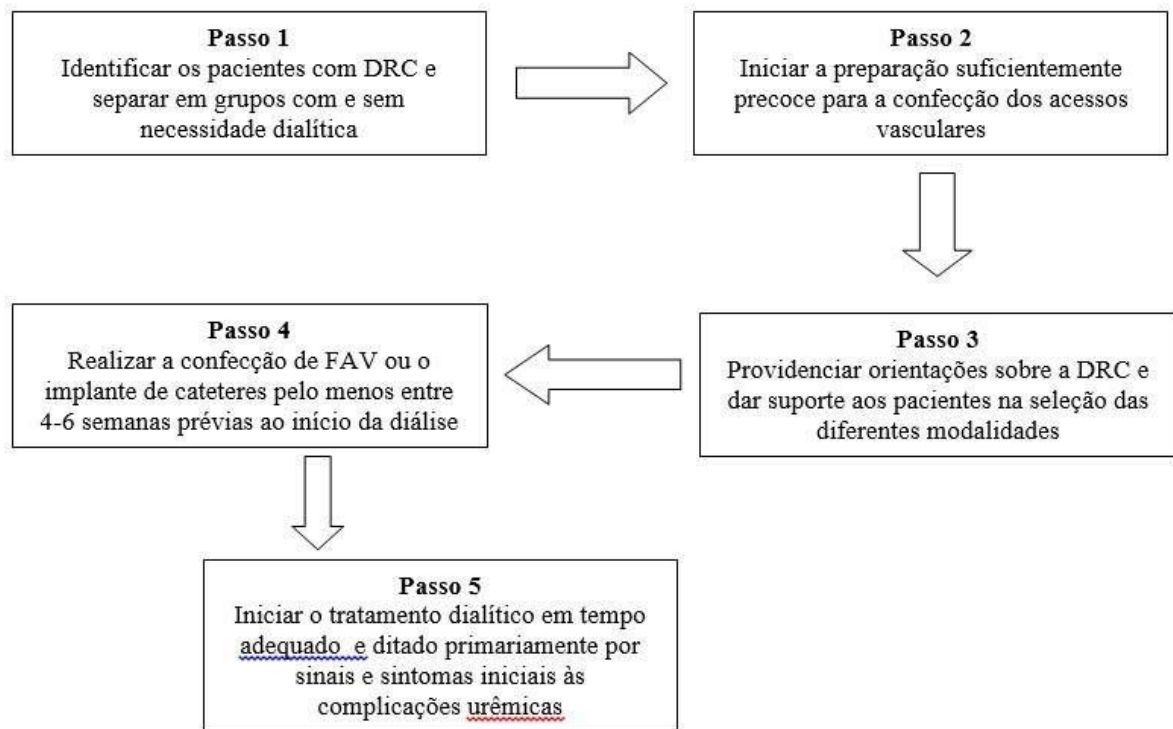 Passo 1
Identificar os pacientes com DRC e
separar em grupos com e sem
necessidade dialítica
Passo 2
Iniciar a preparação suficientemente
precoce para a confecção dos acessos
vasculares
Passo 3
Providenciar orientações sobre a DRC e
dar suporte aos pacientes na seleção das
diferentes modalidades
Passo 4
Realizar a confecção de FAV ou o
implante de cateteres pelo menos entre
4-6 semanas prévias ao início da diálise
Passo 5
Iniciar o tratamento dialítico em tempo
adequado e ditado primariamente por
sinais e sintomas iniciais às
complicações urêmicas